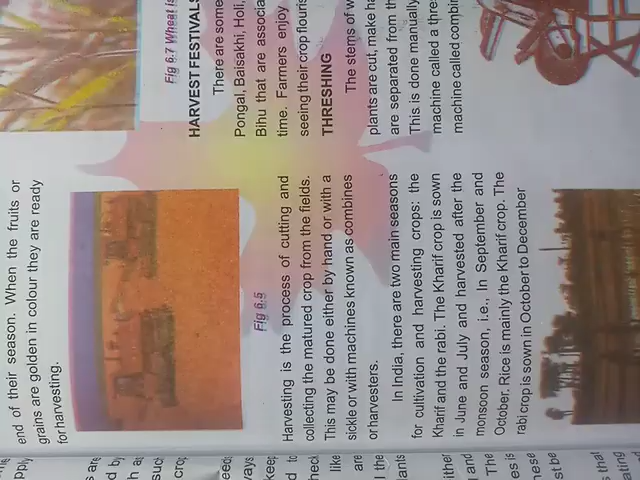 end of their season. When the fruits or
grains are golden in colour they are ready
for harvesting.
Fig 6.5
Harvesting is the process of cutting and
collecting the matured crop from the fields.
This may be done either by hand or with a
sickle or with machines known as combines
or harvesters.
In India, there are two main seasons
for cultivation and harvesting crops: the
Kharif and the rabi. The Kharif crop is sown
in June and July and harvested after the
monsoon season, i.e., In September and
October. Rice is mainly the Kharif crop. The
rabi crop is sown in October to December
Fig 6.7 Wheat is
HARVEST FESTIVALS
There are some
Pongal, Baisakhi, Holi,
Bihu that are associa
time. Farmers enjoy
seeing their crop flouris
THRESHING
The stems of w
plants are cut, make ha
are separated from th
This is done manually
machine called a thres
machine called combin